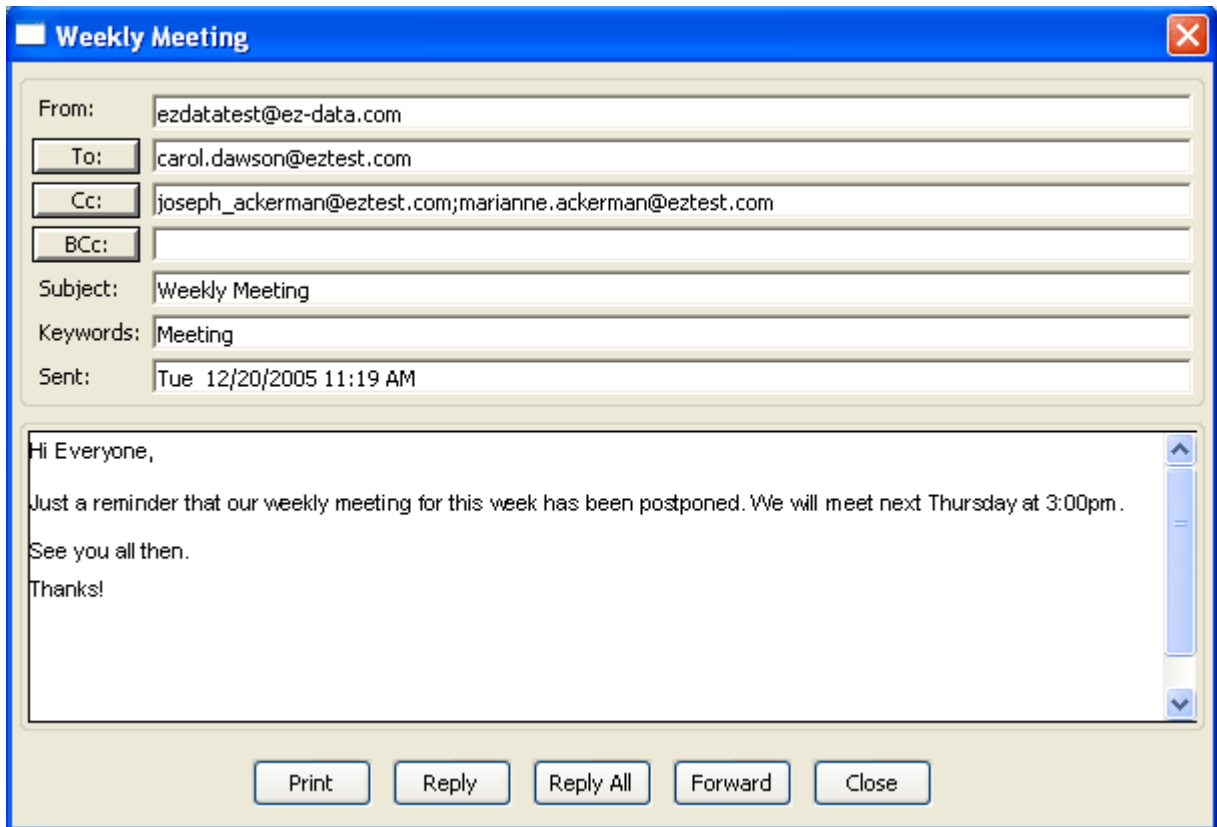 Weekly Meeting
From: ezdatatest@ez-data.com
To: carol.dawson@eztest.com
Cc: joseph_ackerman@eztest.com;marianne.ackerman@eztest.com
BCc:
Subject: Weekly Meeting
Keywords: Meeting
Sent: Tue  12/20/2005 11:19 AM
Hi Everyone,
Just a reminder that our weekly meeting for this week has been postponed. We will meet next Thursday at 3:00pm.
See you all then.
Thanks!
Print Reply Reply All Forward Close